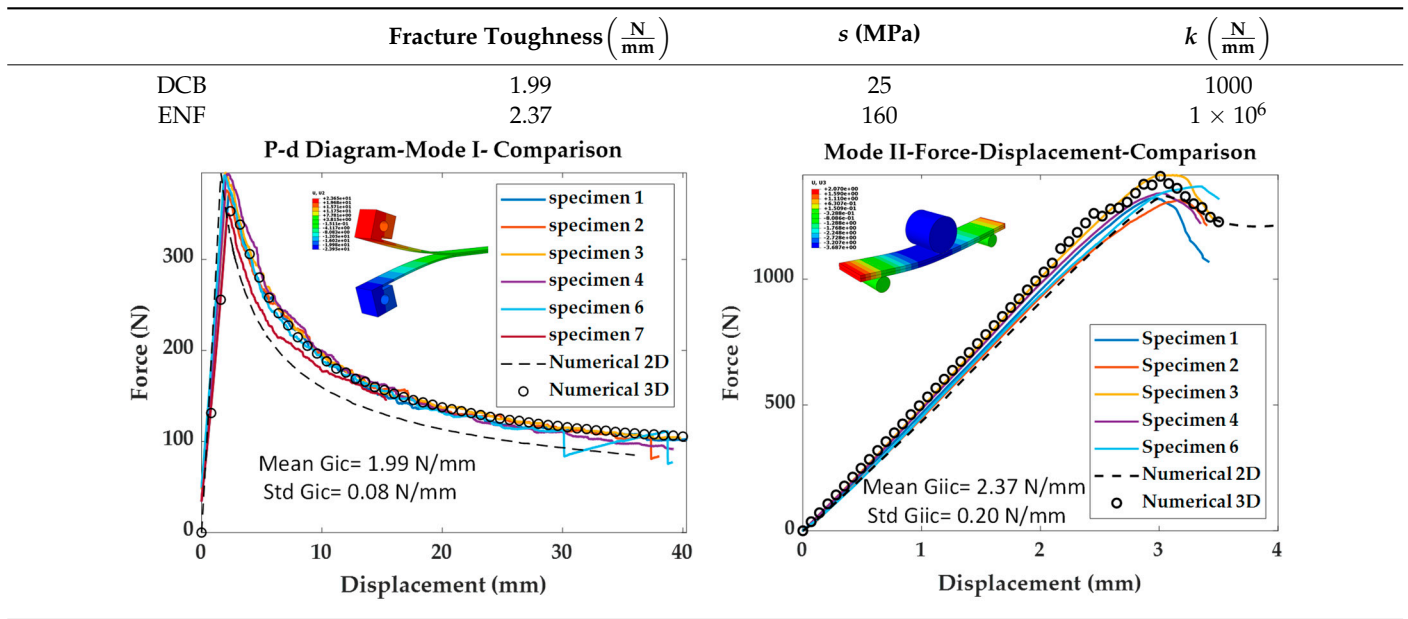 Fracture Toughness (N/mm) s (MPa) k (N/mm)
DCB 1.99 25 1000
ENF 2.37 160 1 × 10⁶
P-d Diagram-Mode I- Comparison
Force (N)
300
200
100
0
U, U2
specimen 1
specimen 2
specimen 3
specimen 4
specimen 6
specimen 7
Numerical 2D
Numerical 3D
Mean Gic= 1.99 N/mm
Std Gic= 0.08 N/mm
0 10 20 30 40
Displacement (mm)
Mode II-Force-Displacement-Comparison
Force (N)
1000
500
0
U, U2
Specimen 1
Specimen 2
Specimen 3
Specimen 4
Specimen 6
Numerical 2D
Numerical 3D
Mean Giic= 2.37 N/mm
Std Giic= 0.20 N/mm
0 1 2 3 4
Displacement (mm)